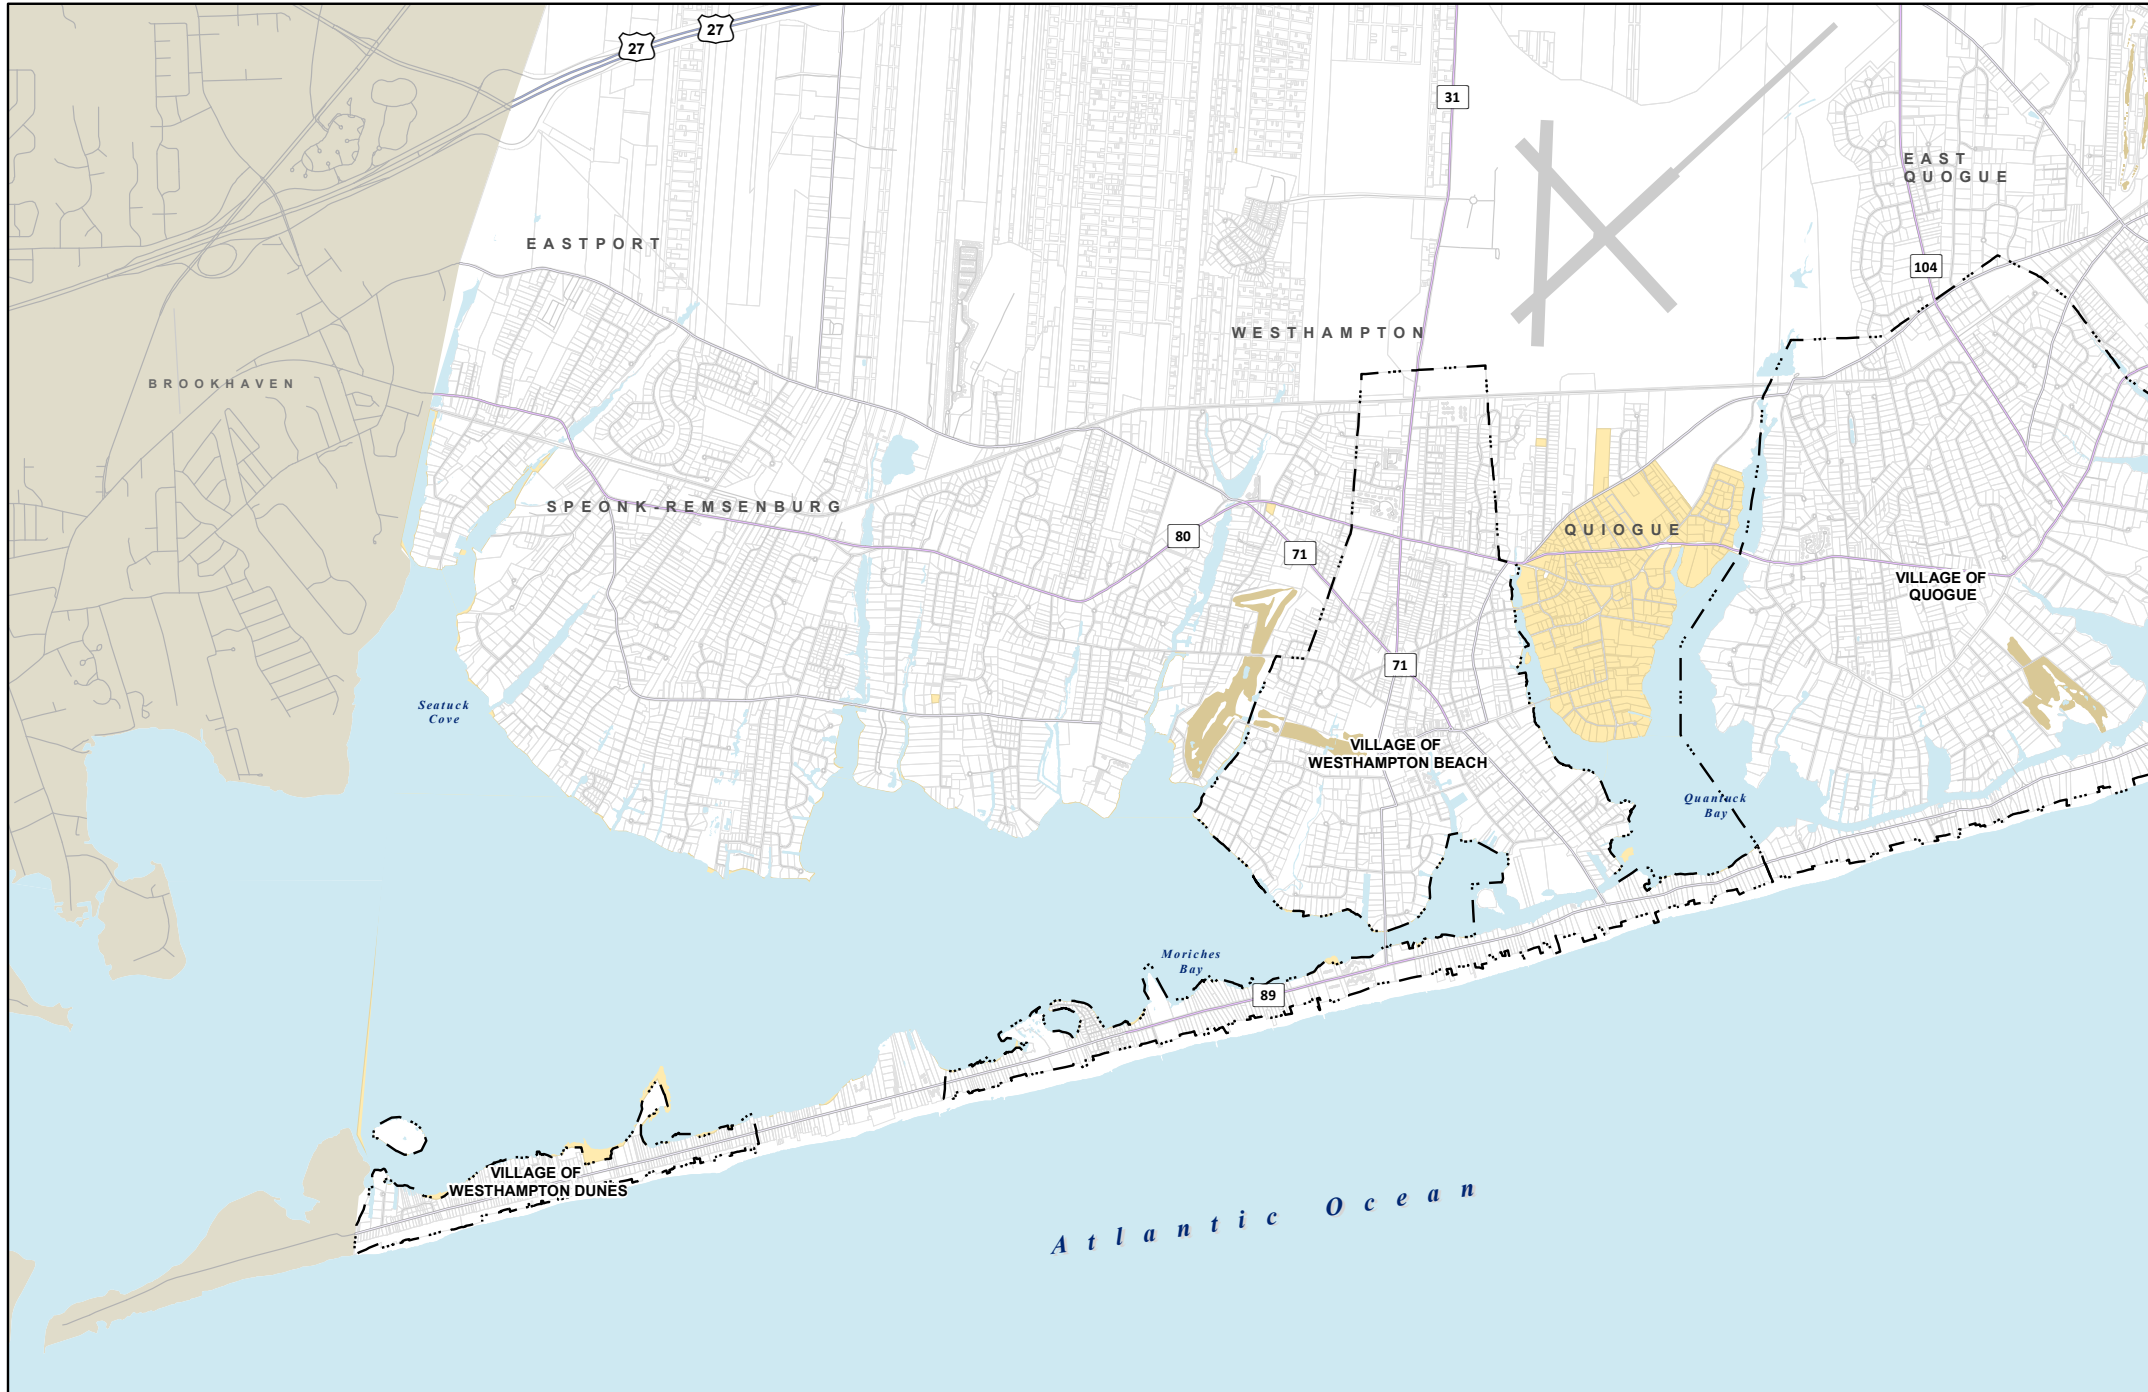 27
27
31
EAST
QUOGUE
EASTPORT
104
WESTHAMPTON
BROOKHAVEN
SPEONK-REMSENBURG
QUIOGUE
80
71
VILLAGE OF
QUOGUE
71
Seatuck
Cove
VILLAGE OF
WESTHAMPTON BEACH
Quantuck
Bay
Moriches
Bay
89
VILLAGE OF
WESTHAMPTON DUNES
Atlantic Ocean